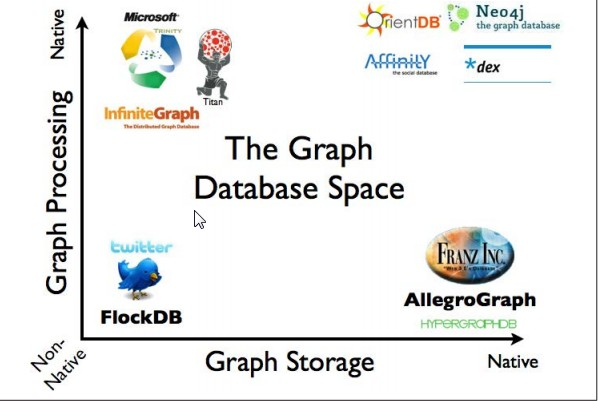 Native
Graph Processing
Non-
Native
Microsoft®
TRINITY
Titan
InfiniteGraph
The Distributed Graph Database
OrientDB®
Neo4j
the graph database
AffinitY
the social database
*dex
The Graph
Database Space
twitter
FlockDB
FRANZ INC.
AllegroGraph
HYPERGRAPHDB
Graph Storage
Native